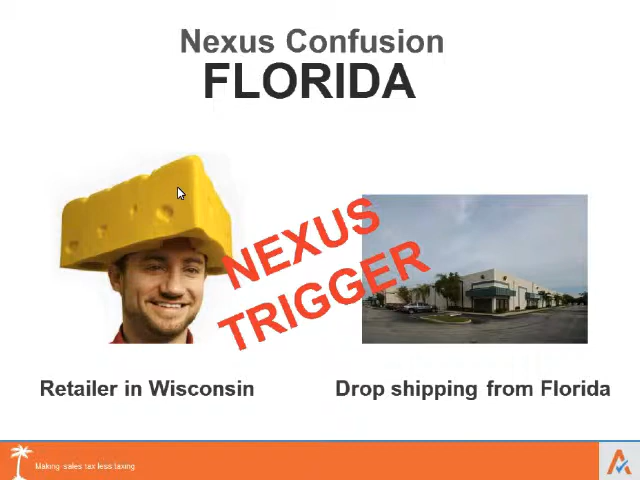 Nexus Confusion
FLORIDA
NEXUS
TRIGGER
Retailer in Wisconsin
Drop shipping from Florida
Making sales tax less taxing